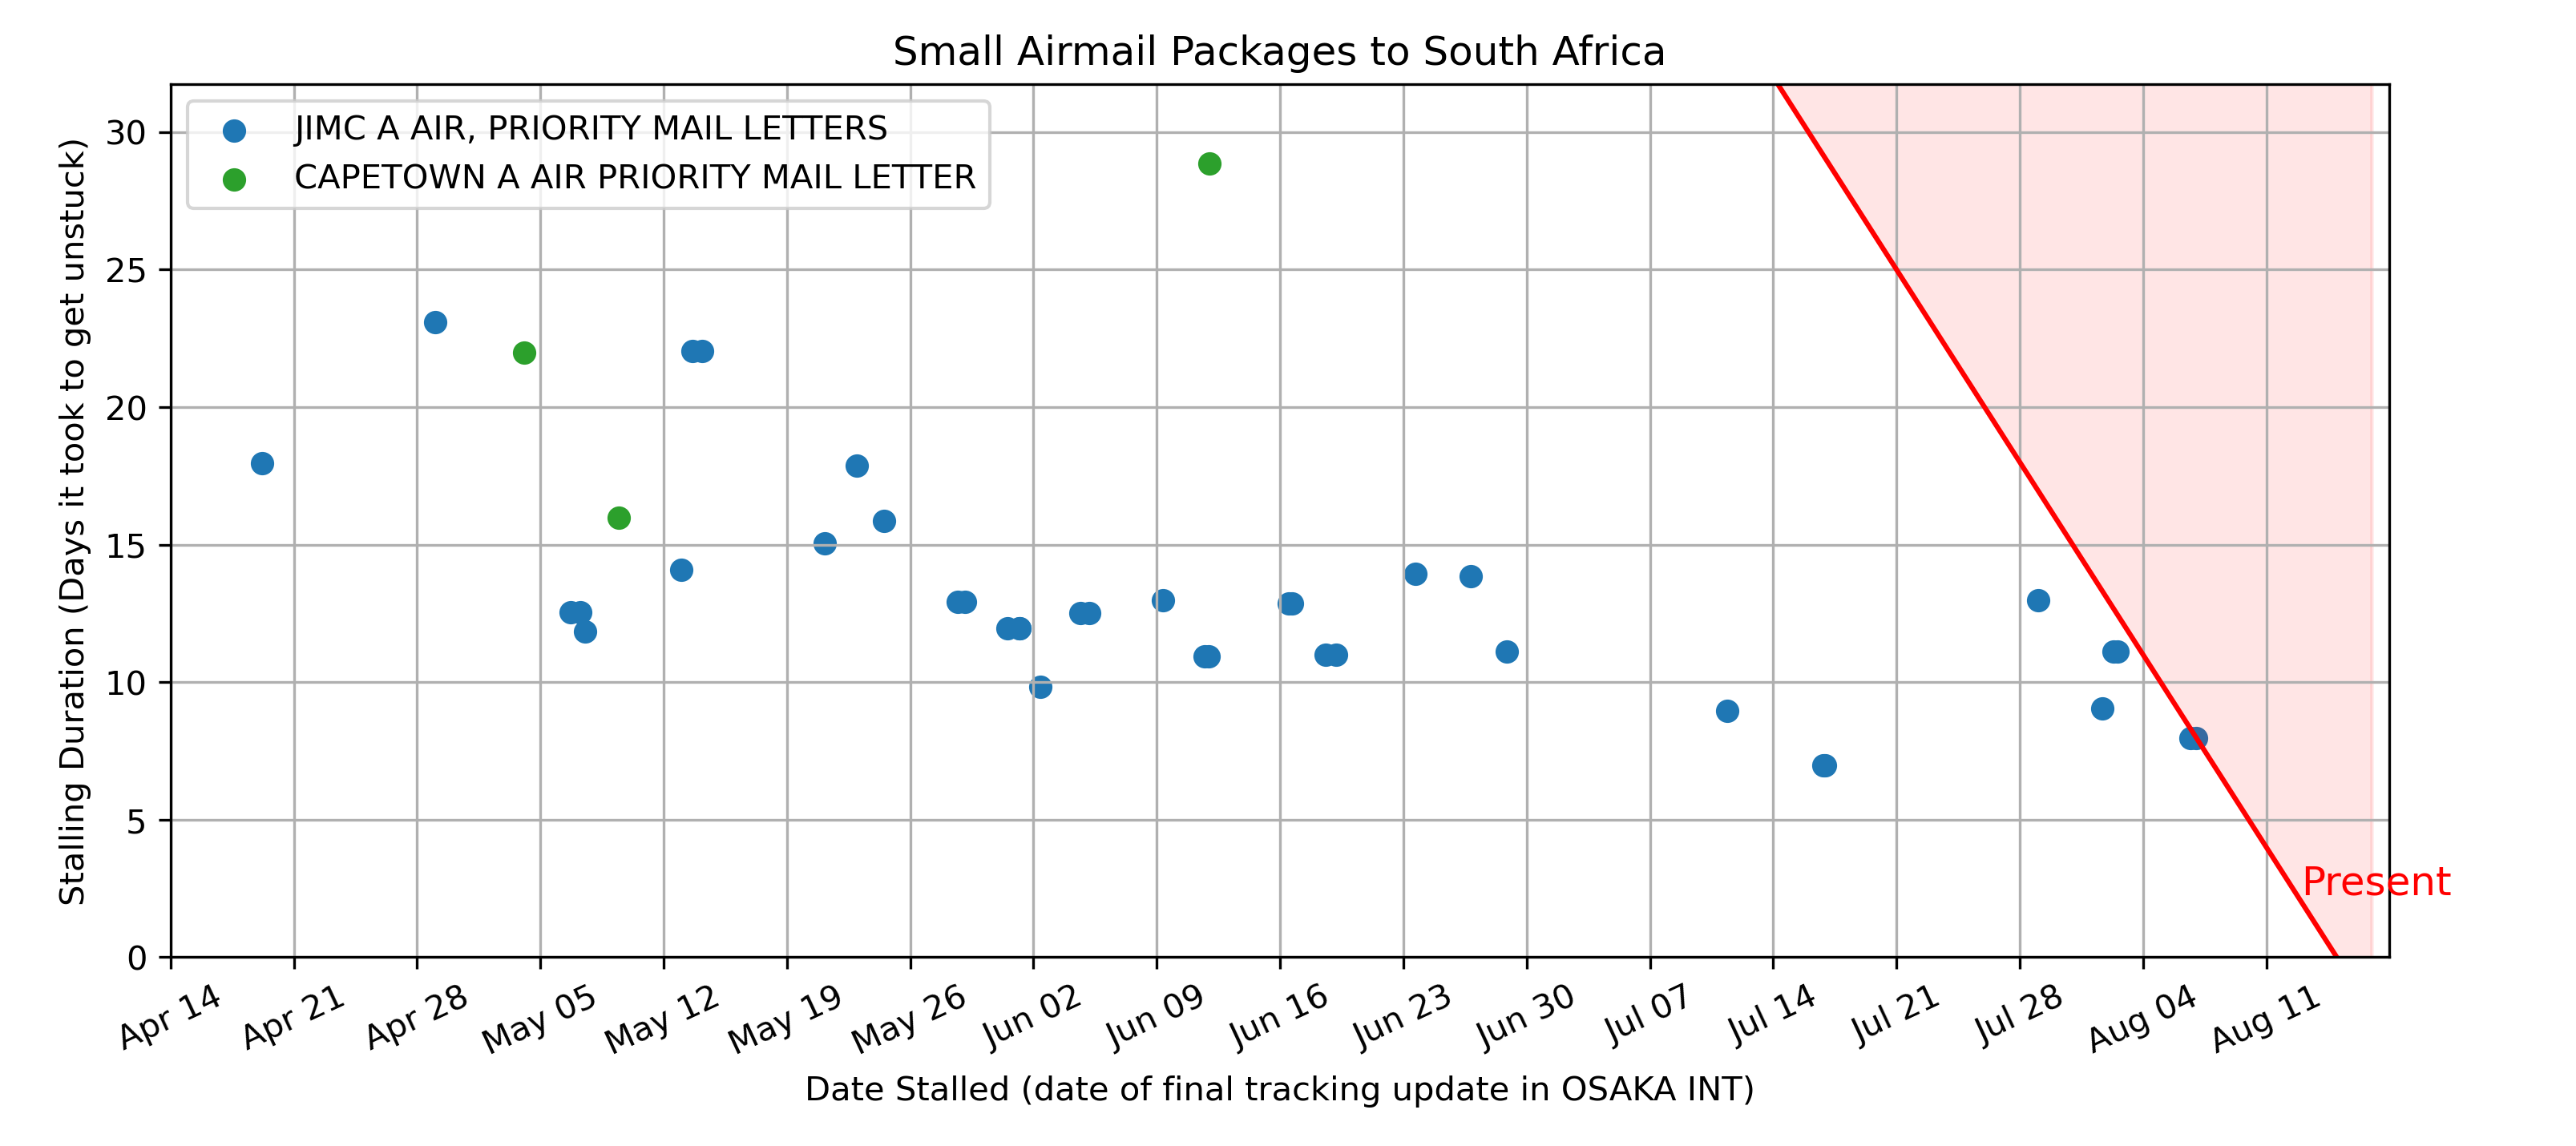 Small Airmail Packages to South Africa
JIMC A AIR, PRIORITY MAIL LETTERS
CAPETOWN A AIR PRIORITY MAIL LETTER
Stalling Duration (Days it took to get unstuck)
30
25
20
15
10
5
0
Present
Apr 14
Apr 21
Apr 28
May 05
May 12
May 19
May 26
Jun 02
Jun 09
Jun 16
Jun 23
Jun 30
Jul 07
Jul 14
Jul 21
Jul 28
Aug 04
Aug 11
Date Stalled (date of final tracking update in OSAKA INT)